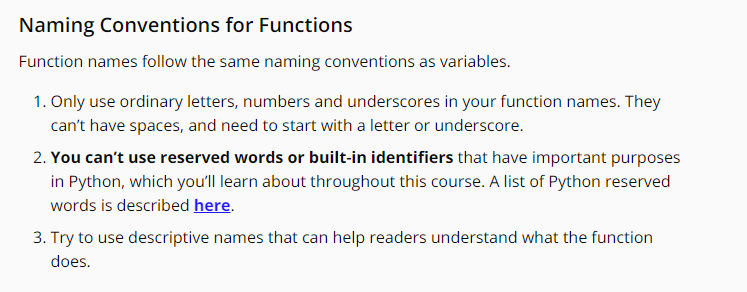 Naming Conventions for Functions
Function names follow the same naming conventions as variables.
1. Only use ordinary letters, numbers and underscores in your function names. They
can’t have spaces, and need to start with a letter or underscore.
2. You can’t use reserved words or built-in identifiers that have important purposes
in Python, which you’ll learn about throughout this course. A list of Python reserved
words is described here.
3. Try to use descriptive names that can help readers understand what the function
does.